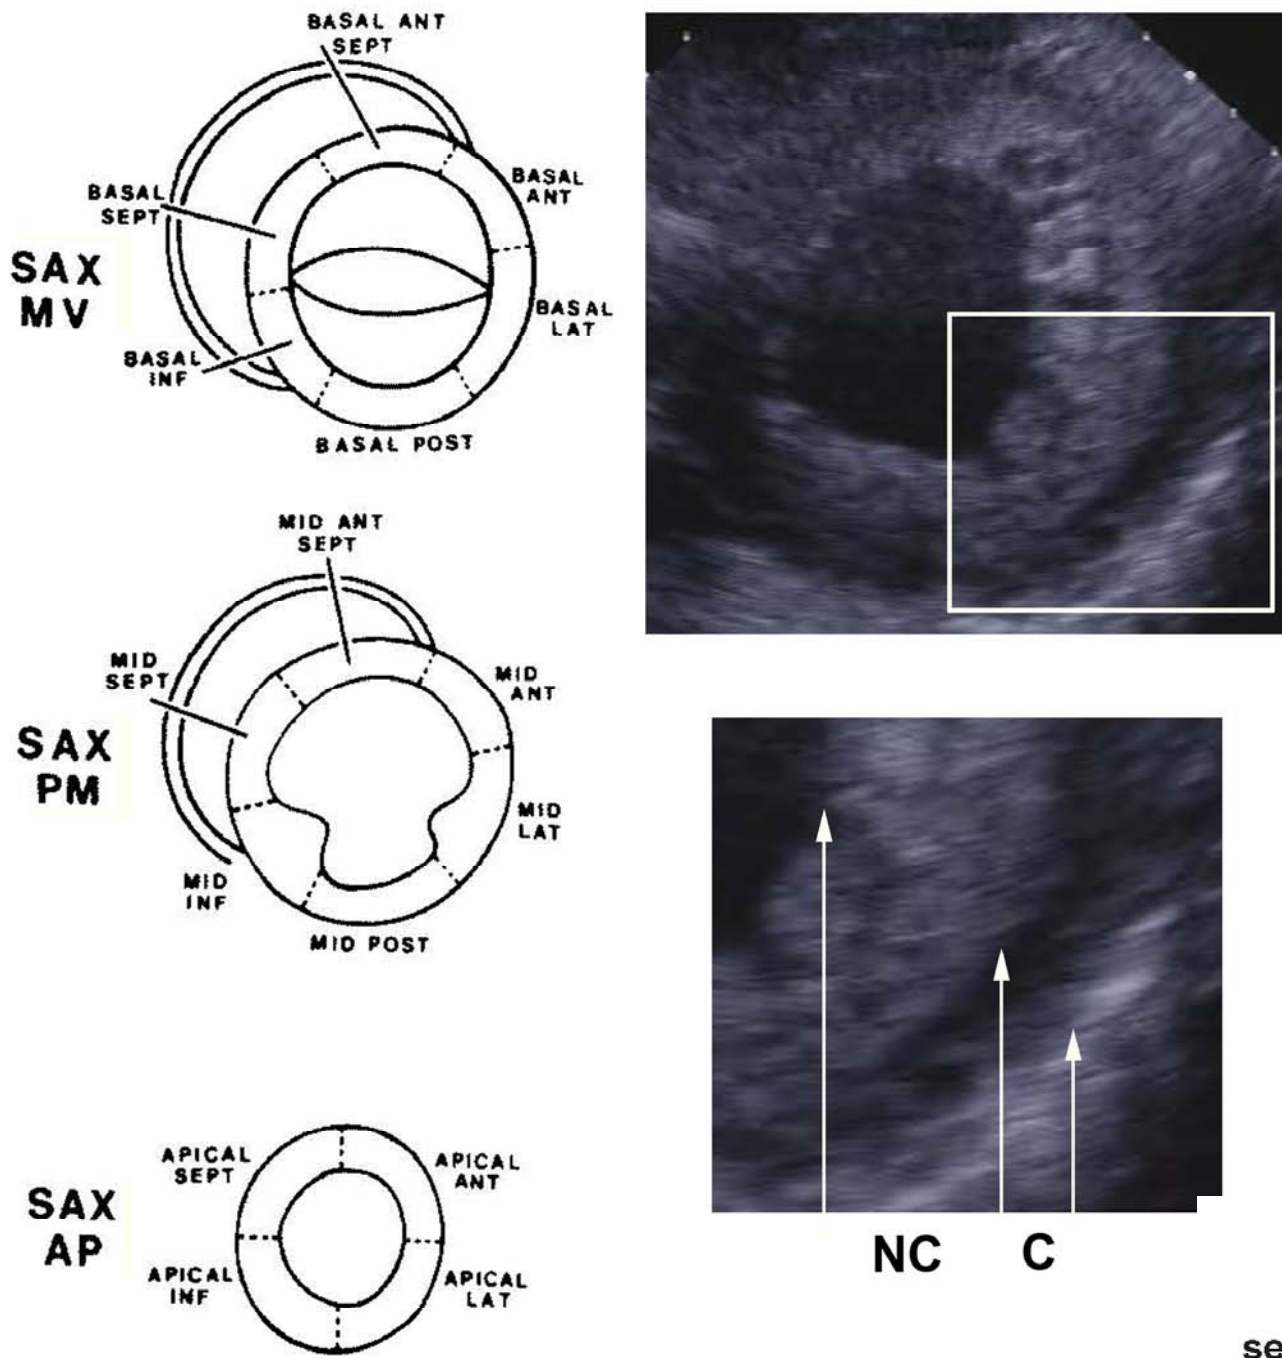 BASAL ANT
SEPT
BASAL
SEPT
BASAL
ANT
SAX
MV
BASAL
LAT
BASAL
INF
BASAL POST
MID ANT
SEPT
MID
SEPT
MID
ANT
SAX
PM
MID
LAT
MID
INF
MID POST
APICAL
SEPT
APICAL
ANT
SAX
AP
APICAL
INF
APICAL
LAT
NC
C
se